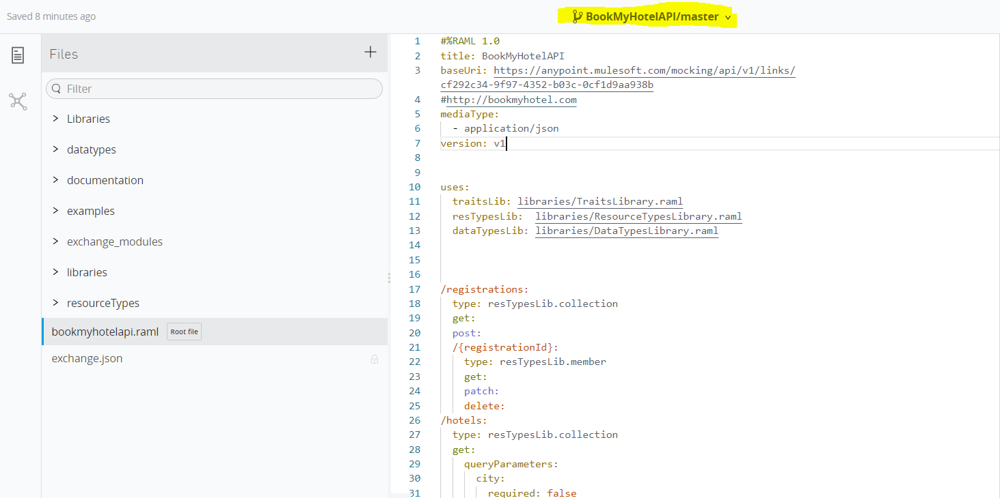 Saved 8 minutes ago
BookMyHotelAPI/master
Files
Filter
Libraries
datatypes
documentation
examples
exchange_modules
libraries
resourceTypes
bookmyhotelapi.raml Root file
exchange.json
1 #%RAML 1.0
2 title: BookMyHotelAPI
3 baseUri: https://anypoint.mulesoft.com/mocking/api/v1/links/
cf292c34-9f97-4352-b03c-0cf1d9aa938b
4 #http://bookmyhotel.com
5 mediaType:
6 - application/json
7 version: v1
8
9
10 uses:
11 traitsLib: libraries/TraitsLibrary.raml
12 resTypesLib: libraries/ResourceTypesLibrary.raml
13 dataTypesLib: libraries/DataTypesLibrary.raml
14
15
16
17 /registrations:
18 type: resTypesLib.collection
19 get:
20 post:
21 /{registrationId}:
22 type: resTypesLib.member
23 get:
24 patch:
25 delete:
26 /hotels:
27 type: resTypesLib.collection
28 get:
29 queryParameters:
30 city:
31 required: false